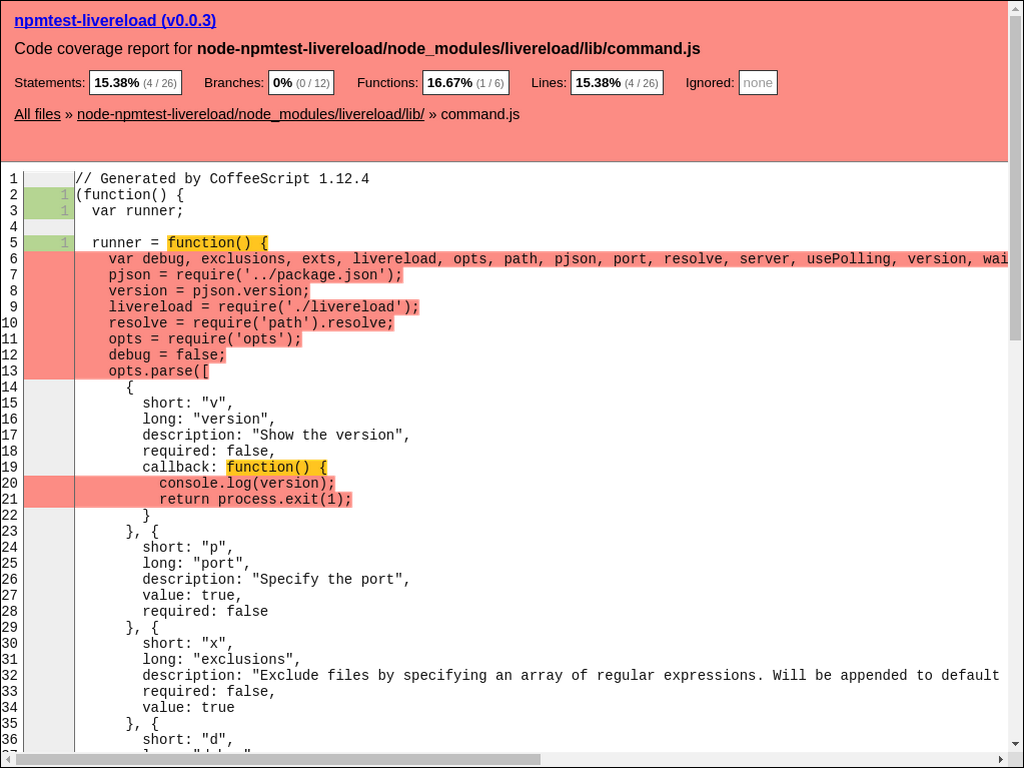 npmtest-livereload (v0.0.3)
Code coverage report for node-npmtest-livereload/node_modules/livereload/lib/command.js
Statements: 15.38% (4 / 26) Branches: 0% (0 / 12) Functions: 16.67% (1 / 6) Lines: 15.38% (4 / 26) Ignored: none
All files » node-npmtest-livereload/node_modules/livereload/lib/ » command.js
1 // Generated by CoffeeScript 1.12.4
2 1 (function() {
3 1 var runner;
4
5 1 runner = function() {
6 var debug, exclusions, exts, livereload, opts, path, pjson, port, resolve, server, usePolling, version, wai
7 pjson = require('../package.json');
8 version = pjson.version;
9 livereload = require('./livereload');
10 resolve = require('path').resolve;
11 opts = require('opts');
12 debug = false;
13 opts.parse([
14 {
15 short: "v",
16 long: "version",
17 description: "Show the version",
18 required: false,
19 callback: function() {
20 console.log(version);
21 return process.exit(1);
22 }
23 }, {
24 short: "p",
25 long: "port",
26 description: "Specify the port",
27 value: true,
28 required: false
29 }, {
30 short: "x",
31 long: "exclusions",
32 description: "Exclude files by specifying an array of regular expressions. Will be appended to default
33 required: false,
34 value: true
35 }, {
36 short: "d",